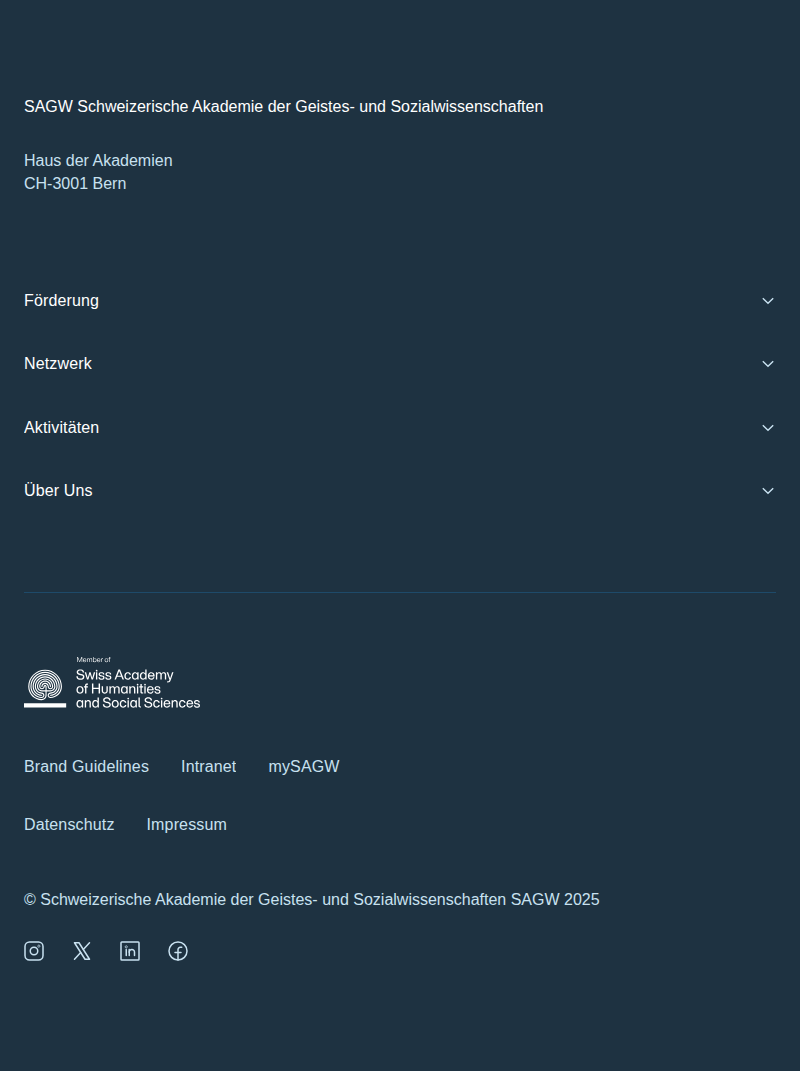 SAGW Schweizerische Akademie der Geistes- und Sozialwissenschaften
Haus der Akademien
CH-3001 Bern
Förderung
Netzwerk
Aktivitäten
Über Uns
Member of
Swiss Academy
of Humanities
and Social Sciences
Brand Guidelines Intranet mySAGW
Datenschutz Impressum
© Schweizerische Akademie der Geistes- und Sozialwissenschaften SAGW 2025